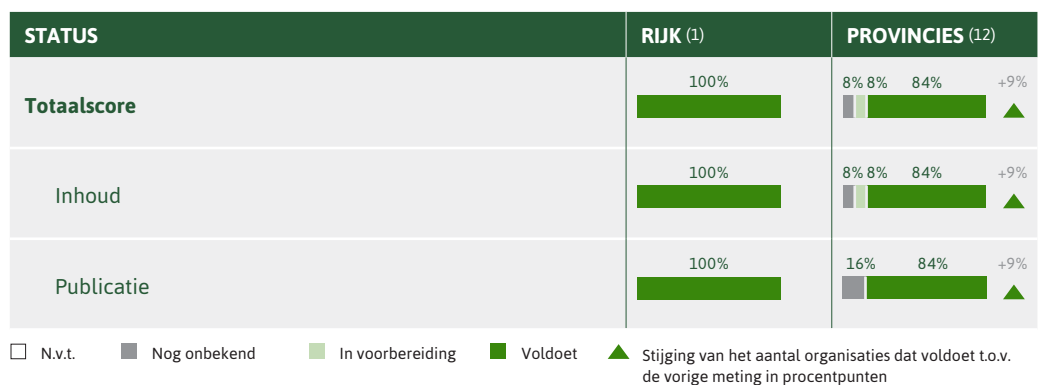 STATUS RIJK (1) PROVINCIES (12)
100% 8% 8% 84% +9%
Totaalscore
100% 8% 8% 84% +9%
Inhoud
100% 16% 84% +9%
Publicatie
N.v.t. Nog onbekend In voorbereiding Voldoet Stijging van het aantal organisaties dat voldoet t.o.v.
de vorige meting in procentpunten